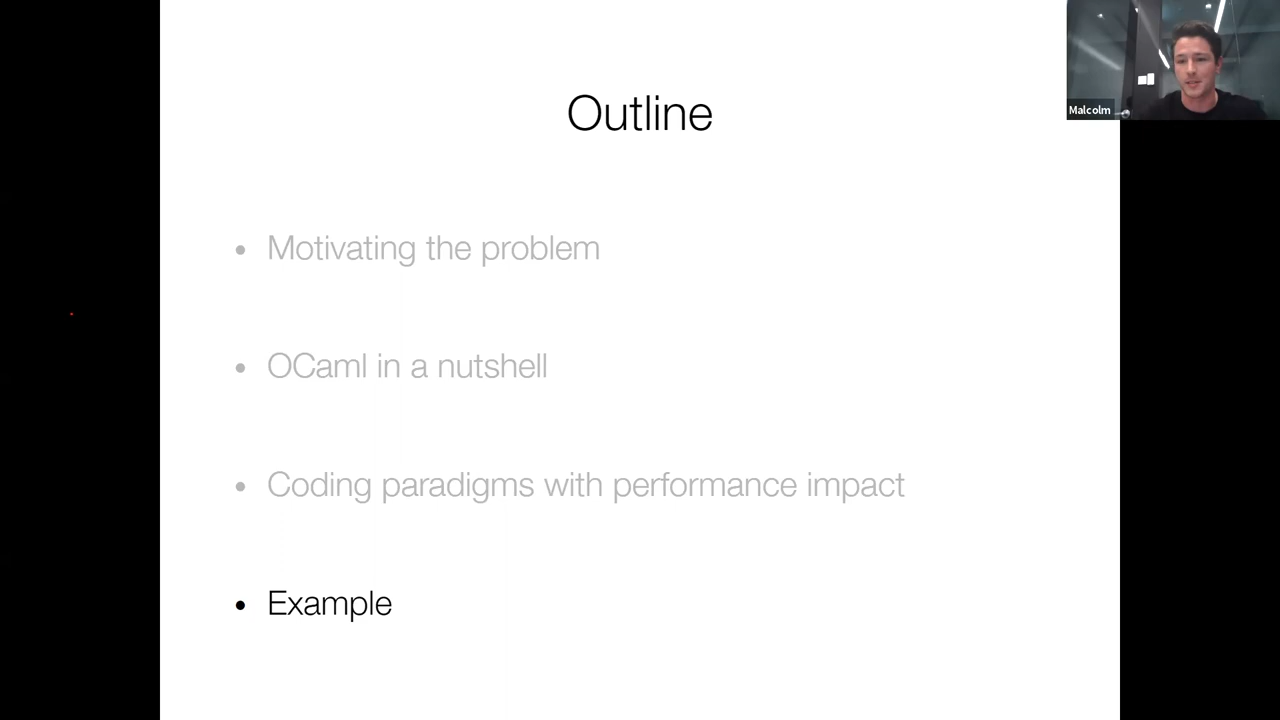 Outline
Malcolm
• Motivating the problem
• OCaml in a nutshell
• Coding paradigms with performance impact
• Example